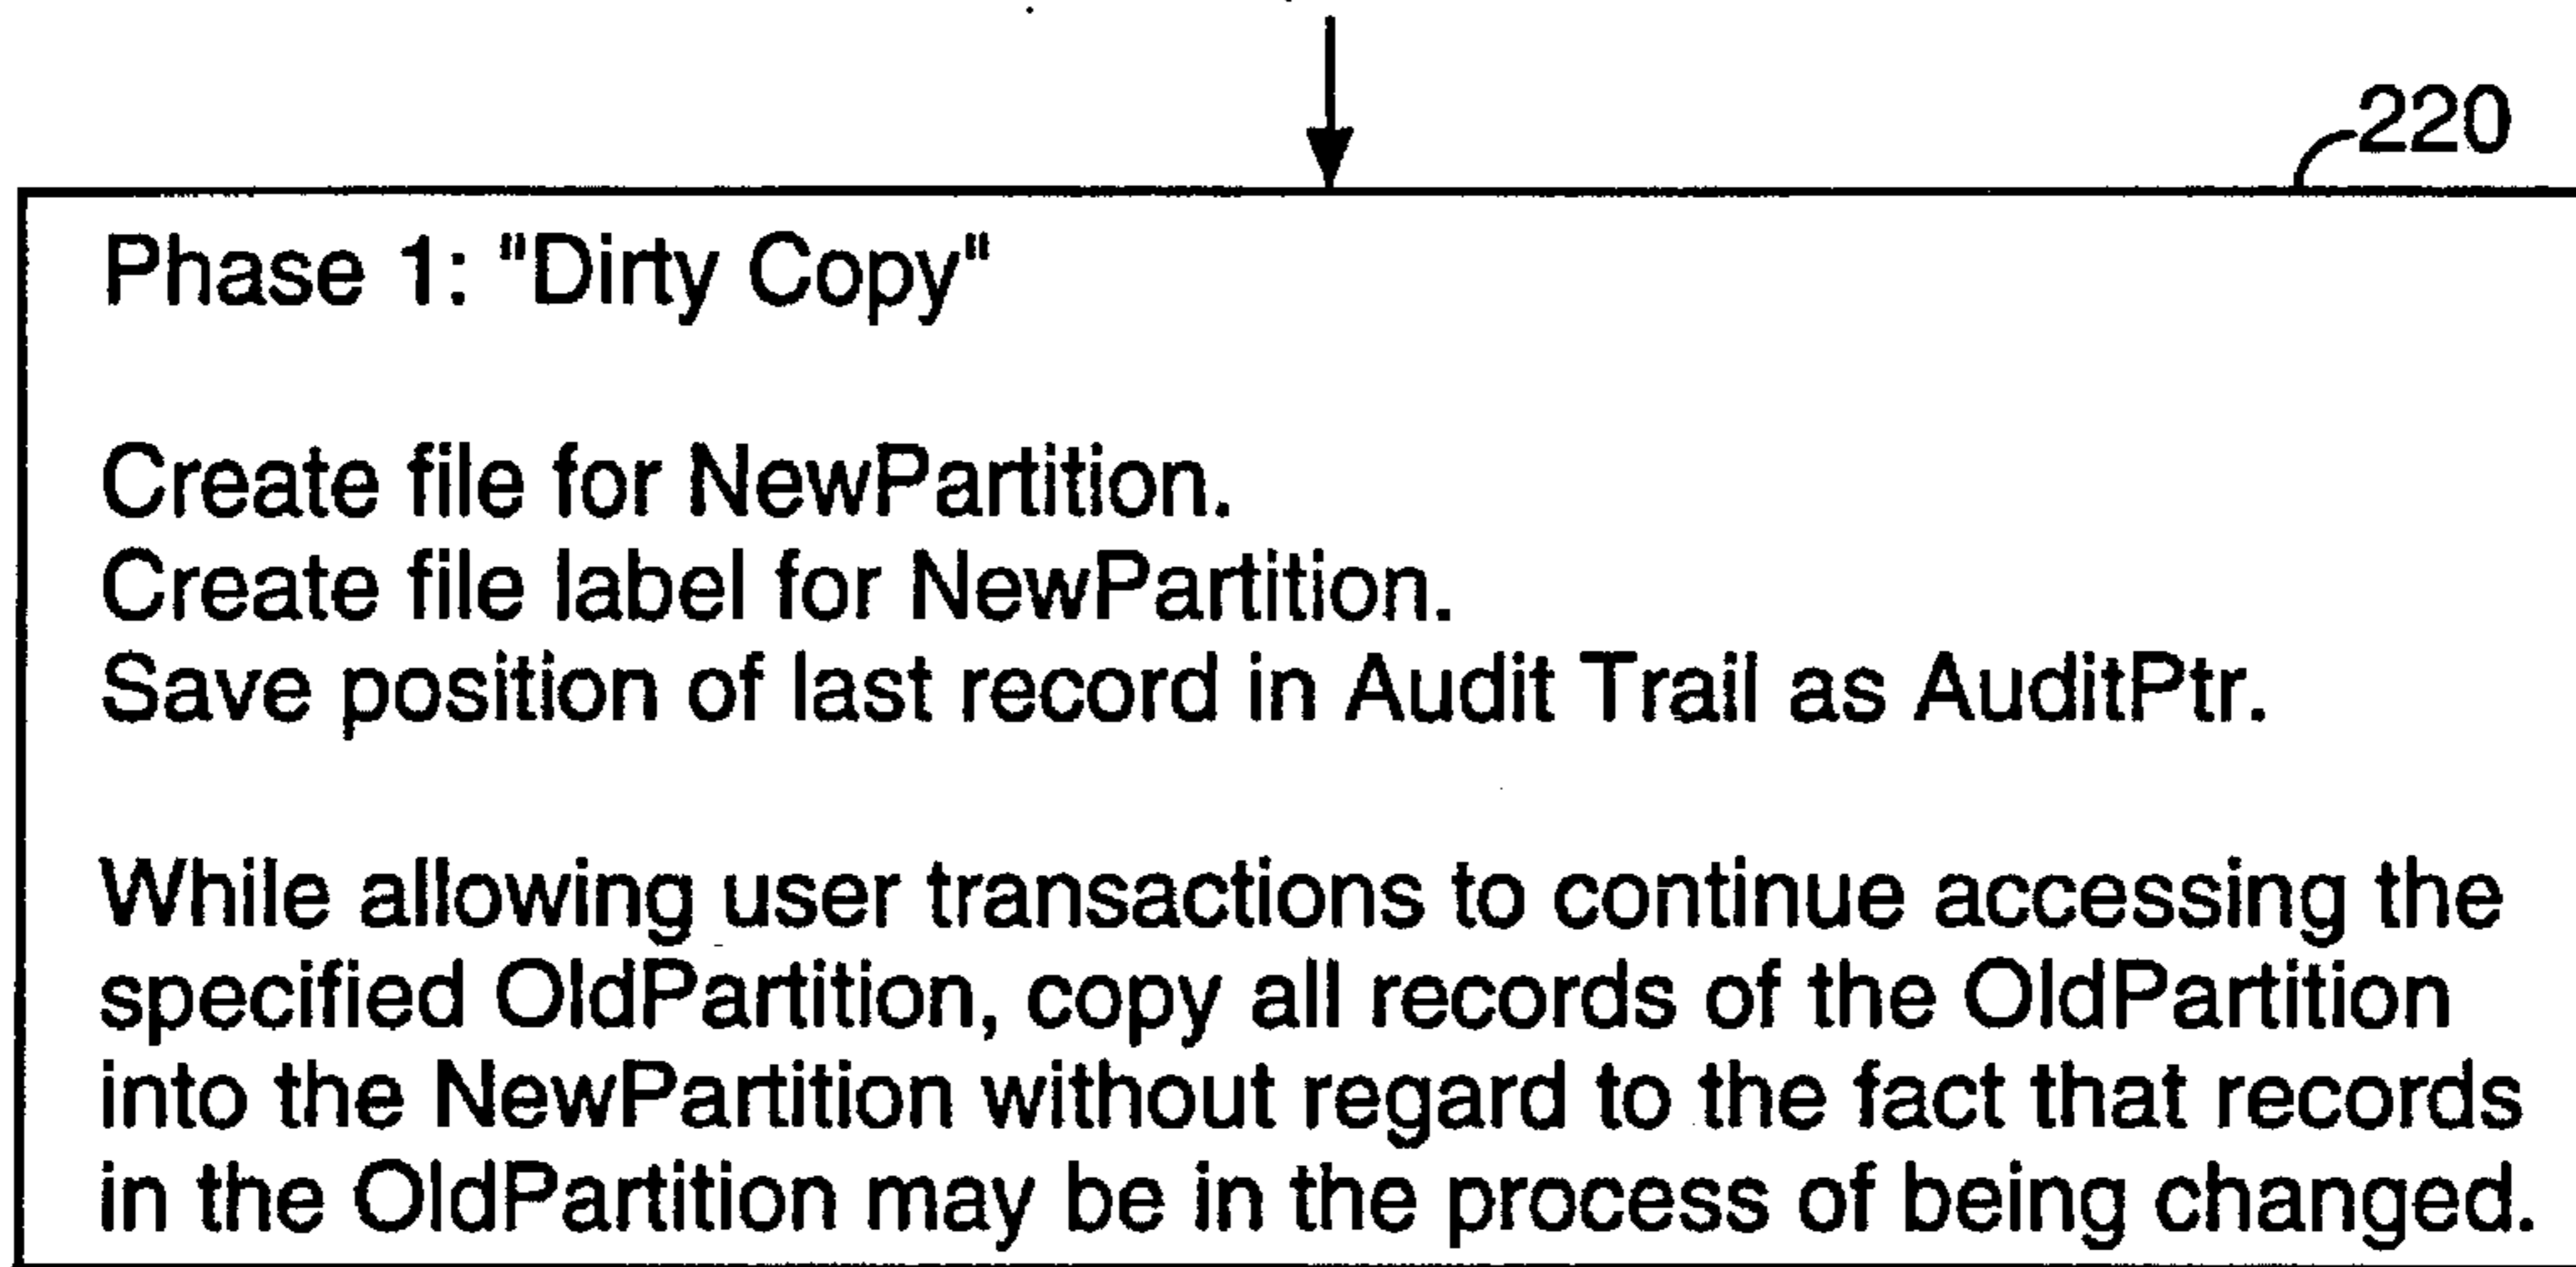 220
Phase 1: "Dirty Copy"
Create file for NewPartition.
Create file label for NewPartition.
Save position of last record in Audit Trail as AuditPtr.
While allowing user transactions to continue accessing the
specified OldPartition, copy all records of the OldPartition
into the NewPartition without regard to the fact that records
in the OldPartition may be in the process of being changed.